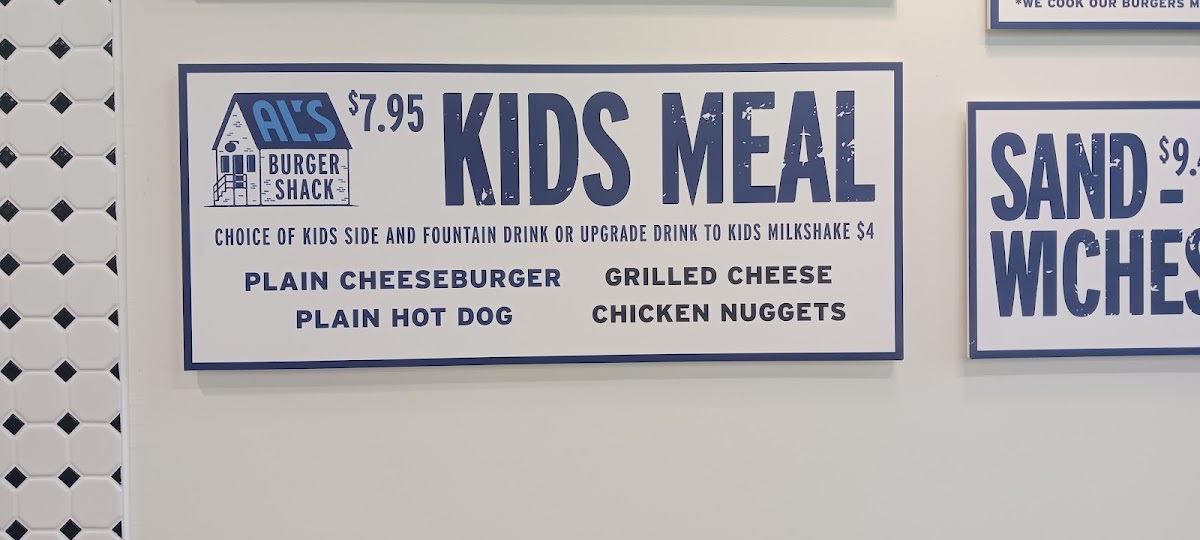 *WE COOK OUR BURGERS
AL'S
BURGER
SHACK
$7.95
KIDS MEAL
CHOICE OF KIDS SIDE AND FOUNTAIN DRINK OR UPGRADE DRINK TO KIDS MILKSHAKE $4
PLAIN CHEESEBURGER
GRILLED CHEESE
PLAIN HOT DOG
CHICKEN NUGGETS
SAND-
WICHES